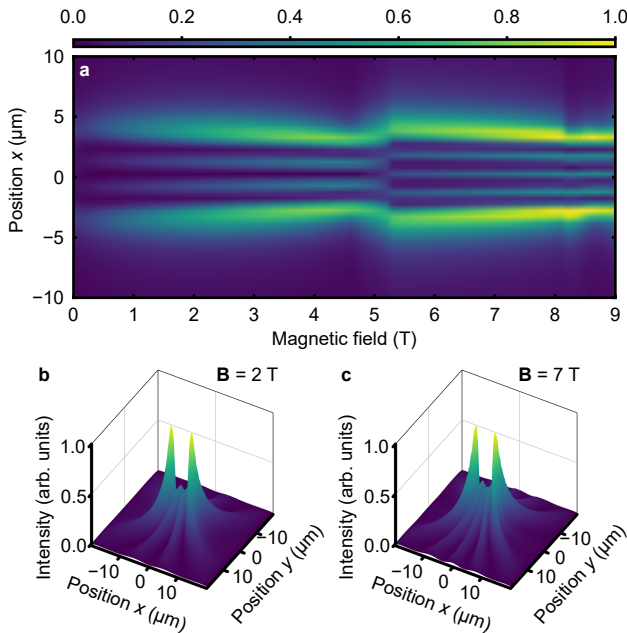 0.0 0.2 0.4 0.6 0.8 1.0
a
10
5
0
−5
−10
Position x (μm)
0 1 2 3 4 5 6 7 8 9
Magnetic field (T)
b B = 2 T
Intensity (arb. units)
1.0
0.5
0.0
−10 0 10
Position x (μm)
−10
0
10
Position y (μm)
c B = 7 T
Intensity (arb. units)
1.0
0.5
0.0
−10 0 10
Position x (μm)
−10
0
10
Position y (μm)